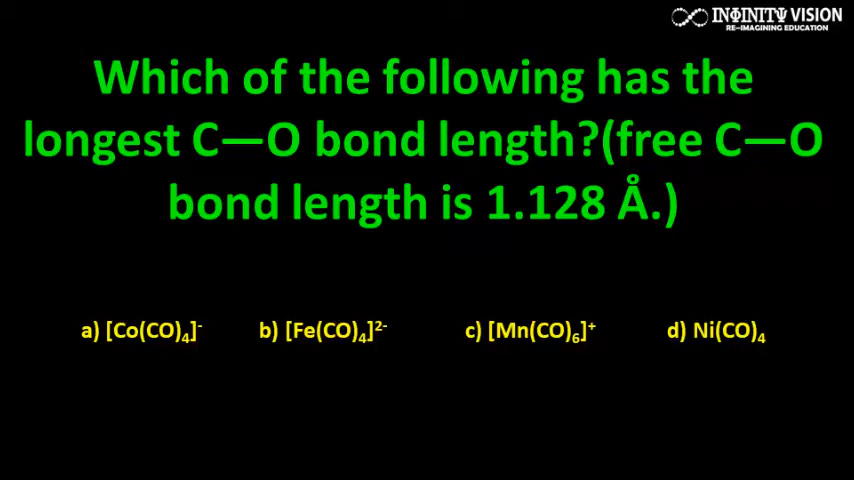 INFINITY VISION
RE-IMAGINING EDUCATION
Which of the following has the
longest C—O bond length?(free C—O
bond length is 1.128 Å.)
a) [Co(CO)₄]⁻ b) [Fe(CO)₄]²⁻ c) [Mn(CO)₆]⁺ d) Ni(CO)₄